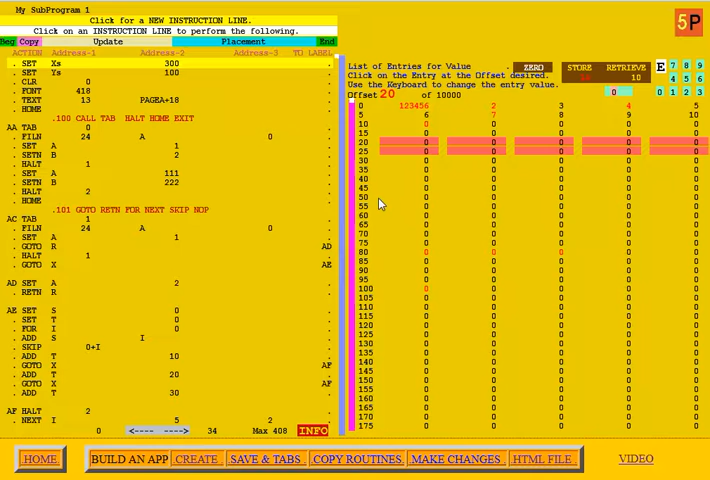 My SubProgram 1
Click for a NEW INSTRUCTION LINE.
Click on an INSTRUCTION LINE to perform the following.
Beg Copy Update Placement End
ACTION Address-1 Address-2 Address-3 TO LABEL
. SET Xs 300 .
. SET Ys 100 .
. CLR 0 .
. FONT 418 .
. TEXT 13 PAGEA+18 .
. HOME .
.100 CALL TAB HALT HOME EXIT
AA TAB 0 .
. FILN 24 A 0 .
. SET A 1 .
. SETN B 2 .
. HALT 1 .
. SET A 111 .
. SETN B 222 .
. HALT 2 .
. HOME .
.101 GOTO RETN FOR NEXT SKIP NOP
AC TAB 1 .
. FILN 24 A 0 .
. SET A 1 .
. GOTO R AD
. HALT 1 .
. GOTO X AE
AD SET A 2 .
. RETN R .
AE SET S 0 .
. SET T 0 .
. FOR I 0 .
. ADD S I .
. SKIP 0+I .
. ADD T 10 .
. GOTO X AF
. ADD T 20 .
. GOTO X AF
. ADD T 30 .
AF HALT 2 .
. NEXT I 5 2 .
0 <---- ----> 34 Max 408 INFO
5P
List of Entries for Value . ZERO STORE RETRIEVE E 7 8 9
Click on the Entry at the Offset desired. 10 4 5 6
Use the Keyboard to change the entry value.
Offset 20 of 10000 0 0 1 2 3
123456 2 3 4 5
5 6 7 8 9 10
10 0 0 0 0 0
15 0 0 0 0 0
20 0 0 0 0 0
25 0 0 0 0 0
30 0 0 0 0 0
35 0 0 0 0 0
40 0 0 0 0 0
45 0 0 0 0 0
50 0 0 0 0 0
55 0 0 0 0 0
60 0 0 0 0 0
65 0 0 0 0 0
70 0 0 0 0 0
75 0 0 0 0 0
80 0 0 0 0 0
85 0 0 0 0 0
90 0 0 0 0 0
95 0 0 0 0 0
100 0 0 0 0 0
105 0 0 0 0 0
110 0 0 0 0 0
115 0 0 0 0 0
120 0 0 0 0 0
125 0 0 0 0 0
130 0 0 0 0 0
135 0 0 0 0 0
140 0 0 0 0 0
145 0 0 0 0 0
150 0 0 0 0 0
155 0 0 0 0 0
160 0 0 0 0 0
165 0 0 0 0 0
170 0 0 0 0 0
175 0 0 0 0 0
HOME BUILD AN APP CREATE SAVE & TABS COPY ROUTINES MAKE CHANGES HTML FILE VIDEO